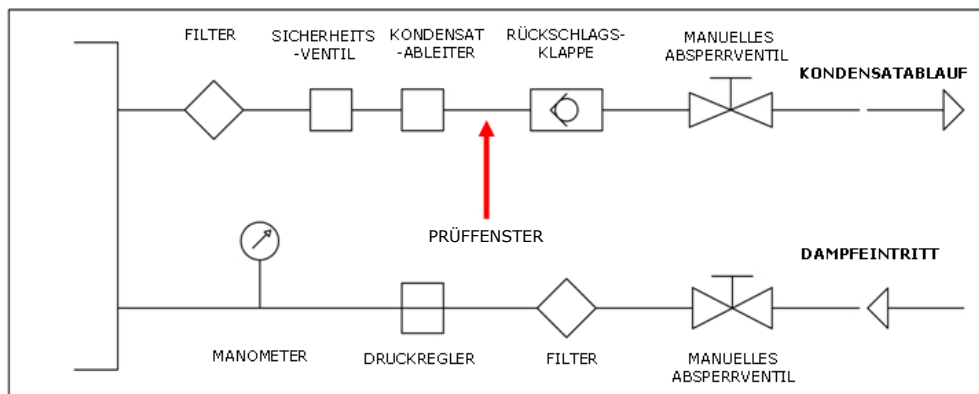 FILTER
SICHERHEITS
-VENTIL
KONDENSAT
-ABLEITER
RÜCKSCHLAGS-
KLAPPE
MANUELLES
ABSPERRVENTIL
KONDENSATABLAUF
PRÜFFENSTER
DAMPFEINTRITT
MANOMETER
DRUCKREGLER
FILTER
MANUELLES
ABSPERRVENTIL